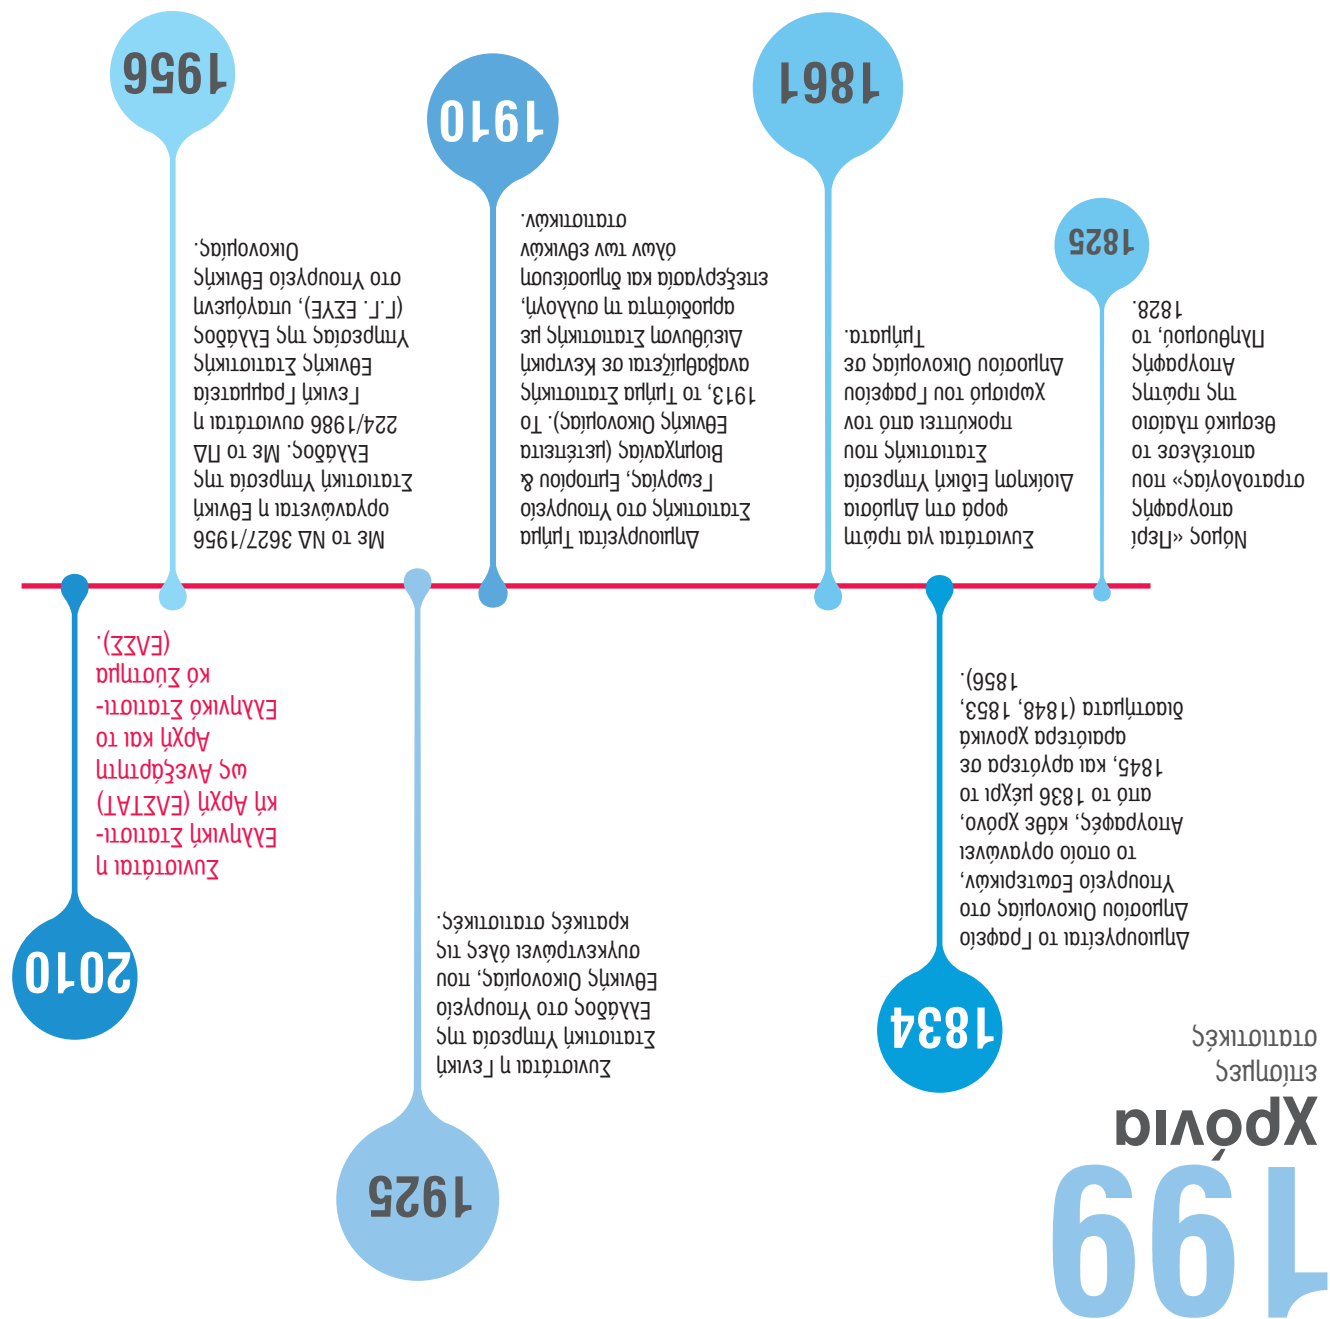 199
χρόνια
επίσημες
στατιστικές
1834
Δημιουργείται το Γραφείο
Δημοσίου Οικονομίας στο
Υπουργείο Εσωτερικών,
το οποίο οργανώνει
Απογραφές, κάθε χρόνο,
από το 1836 μέχρι το
1845, και αργότερα σε
αραιότερα χρονικά
διαστήματα (1848, 1853,
1856).
1925
Συνιστάται η Γενική
Στατιστική Υπηρεσία της
Ελλάδος στο Υπουργείο
Εθνικής Οικονομίας, που
συγκεντρώνει όλες τις
κρατικές στατιστικές.
2010
Συνιστάται η
Ελληνική Στατιστι-
κή Αρχή (ΕΛΣΤΑΤ)
ως Ανεξάρτητη
Αρχή και το
Ελληνικό Στατιστι-
κό Σύστημα
(ΕΛΣΣ).
Νόμος «Περί
απογραφής
στρατολογίας» που
αποτέλεσε το
θεσμικό πλαίσιο
της πρώτης
Απογραφής
Πληθυσμού, το
1828.
1825
Συνιστάται για πρώτη
φορά στη Δημόσια
Διοίκηση Ειδική Υπηρεσία
Στατιστικής που
προκύπτει από τον
χωρισμό του Γραφείου
Δημοσίου Οικονομίας σε
Τμήματα.
1861
Δημιουργείται Τμήμα
Στατιστικής στο Υπουργείο
Γεωργίας, Εμπορίου &
Βιομηχανίας (μετέπειτα
Εθνικής Οικονομίας). Το
1913, το Τμήμα Στατιστικής
αναβαθμίζεται σε Κεντρική
Διεύθυνση Στατιστικής με
αρμοδιότητα τη συλλογή,
επεξεργασία και δημοσίευση
όλων των εθνικών
στατιστικών.
1910
Με το ΝΔ 3627/1956
οργανώνεται η Εθνική
Στατιστική Υπηρεσία της
Ελλάδος. Με το ΠΔ
224/1986 συνιστάται η
Γενική Γραμματεία
Εθνικής Στατιστικής
Υπηρεσίας της Ελλάδος
(Γ.Γ. ΕΣΥΕ), υπαγόμενη
στο Υπουργείο Εθνικής
Οικονομίας.
1956